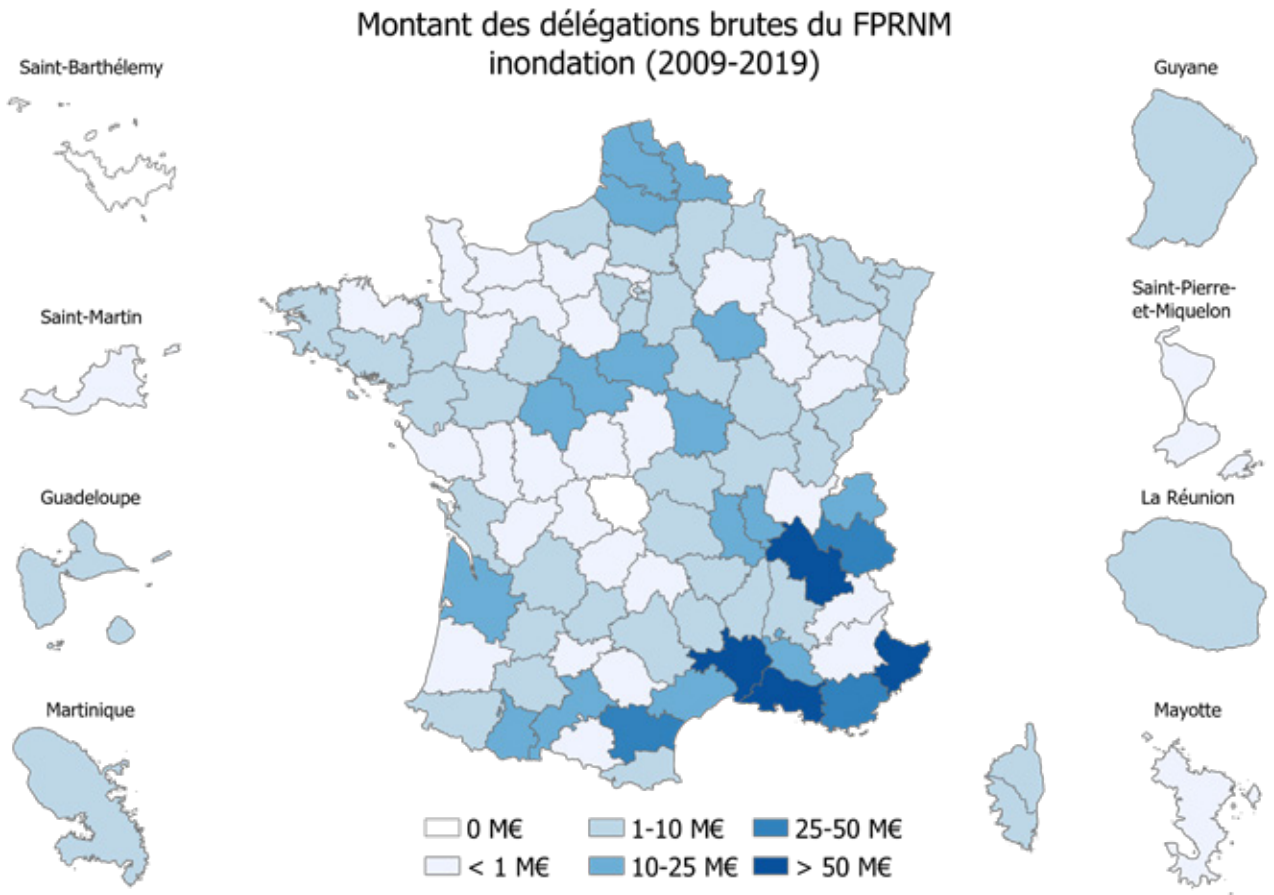 Montant des délégations brutes du FPRNM
inondation (2009-2019)
Saint-Barthélemy
Guyane
Saint-Martin
Saint-Pierre-
et-Miquelon
Guadeloupe
La Réunion
Martinique
Mayotte
0 M€
1-10 M€
25-50 M€
< 1 M€
10-25 M€
> 50 M€